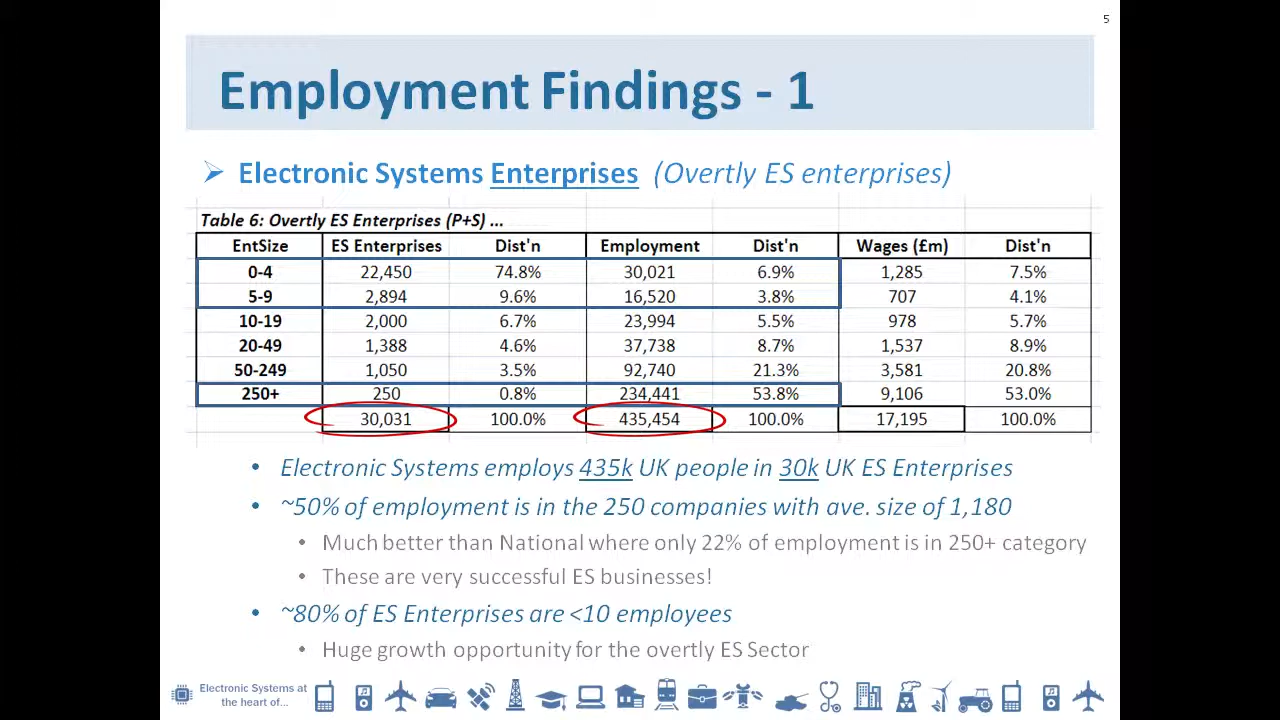 5
Employment Findings - 1
➢ Electronic Systems Enterprises (Overtly ES enterprises)
Table 6: Overtly ES Enterprises (P+S) ...
EntSize ES Enterprises Dist'n Employment Dist'n Wages (£m) Dist'n
0-4 22,450 74.8% 30,021 6.9% 1,285 7.5%
5-9 2,894 9.6% 16,520 3.8% 707 4.1%
10-19 2,000 6.7% 23,994 5.5% 978 5.7%
20-49 1,388 4.6% 37,738 8.7% 1,537 8.9%
50-249 1,050 3.5% 92,740 21.3% 3,581 20.8%
250+ 250 0.8% 234,441 53.8% 9,106 53.0%
30,031 100.0% 435,454 100.0% 17,195 100.0%
• Electronic Systems employs 435k UK people in 30k UK ES Enterprises
• ~50% of employment is in the 250 companies with ave. size of 1,180
• Much better than National where only 22% of employment is in 250+ category
• These are very successful ES businesses!
• ~80% of ES Enterprises are <10 employees
• Huge growth opportunity for the overtly ES Sector
Electronic Systems at
the heart of...